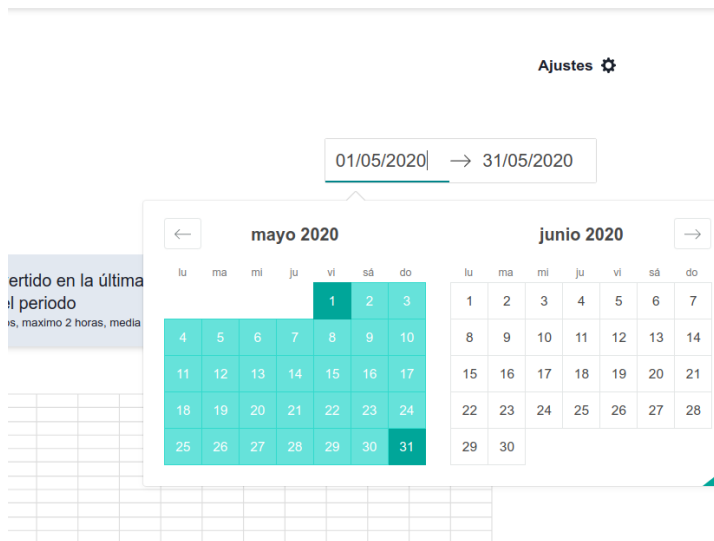 Ajustes
01/05/2020 → 31/05/2020
mayo 2020
junio 2020
lu ma mi ju vi sá do
lu ma mi ju vi sá do
1 2 3
1 2 3 4 5 6 7
4 5 6 7 8 9 10
8 9 10 11 12 13 14
11 12 13 14 15 16 17
15 16 17 18 19 20 21
18 19 20 21 22 23 24
22 23 24 25 26 27 28
25 26 27 28 29 30 31
29 30
ertido en la última
el periodo
os, maximo 2 horas, media